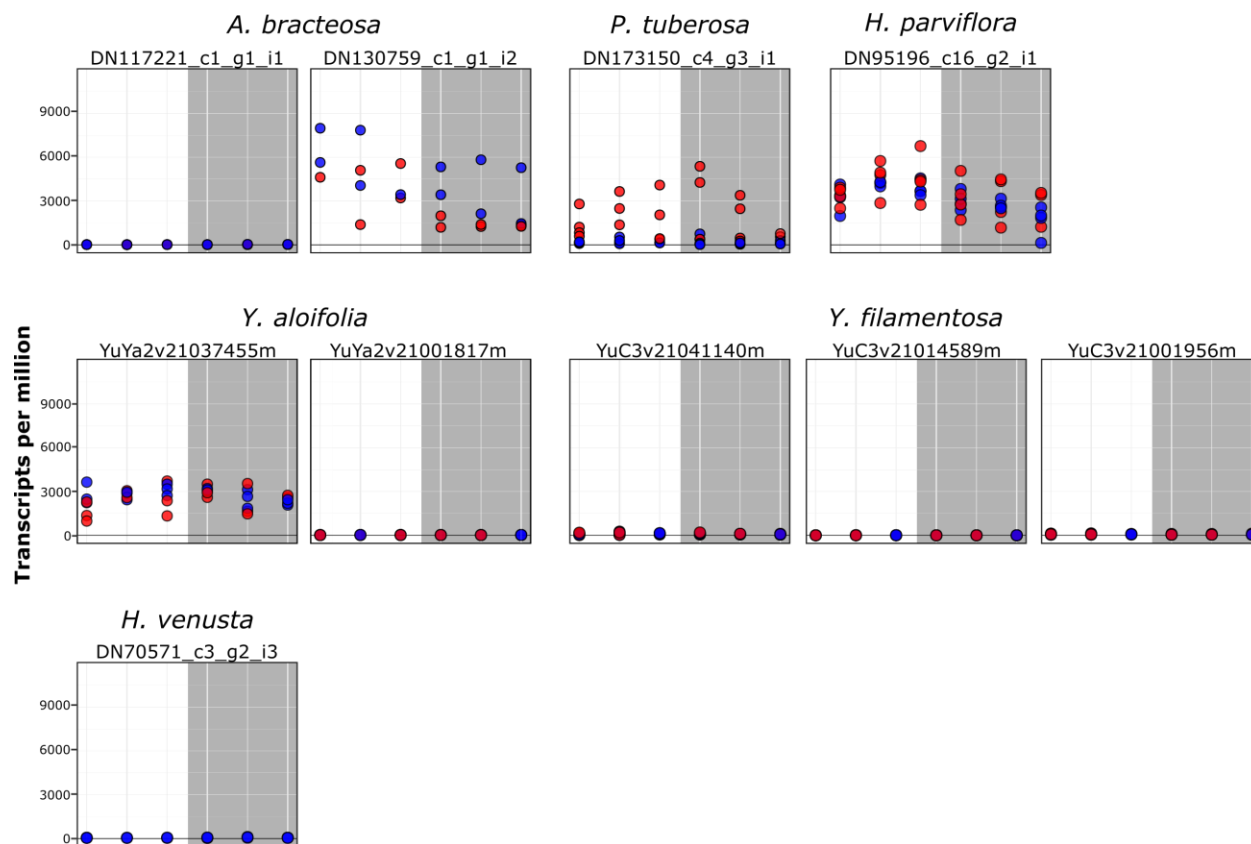 A. bracteosa P. tuberosa H. parviflora
DN117221_c1_g1_i1 DN130759_c1_g1_i2 DN173150_c4_g3_i1 DN95196_c16_g2_i1
9000
6000
3000
0
Y. aloifolia Y. filamentosa
YuYa2v21037455m YuYa2v21001817m YuC3v21041140m YuC3v21014589m YuC3v21001956m
9000
6000
3000
0
Transcripts per million
H. venusta
DN70571_c3_g2_i3
9000
6000
3000
0